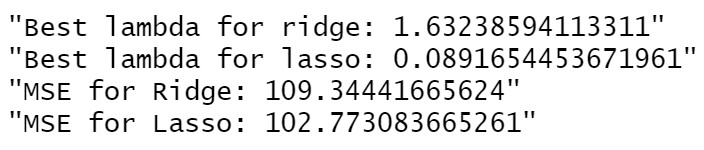 "Best lambda for ridge: 1.63238594113311"
"Best lambda for lasso: 0.0891654453671961"
"MSE for Ridge: 109.34441665624"
"MSE for Lasso: 102.773083665261"